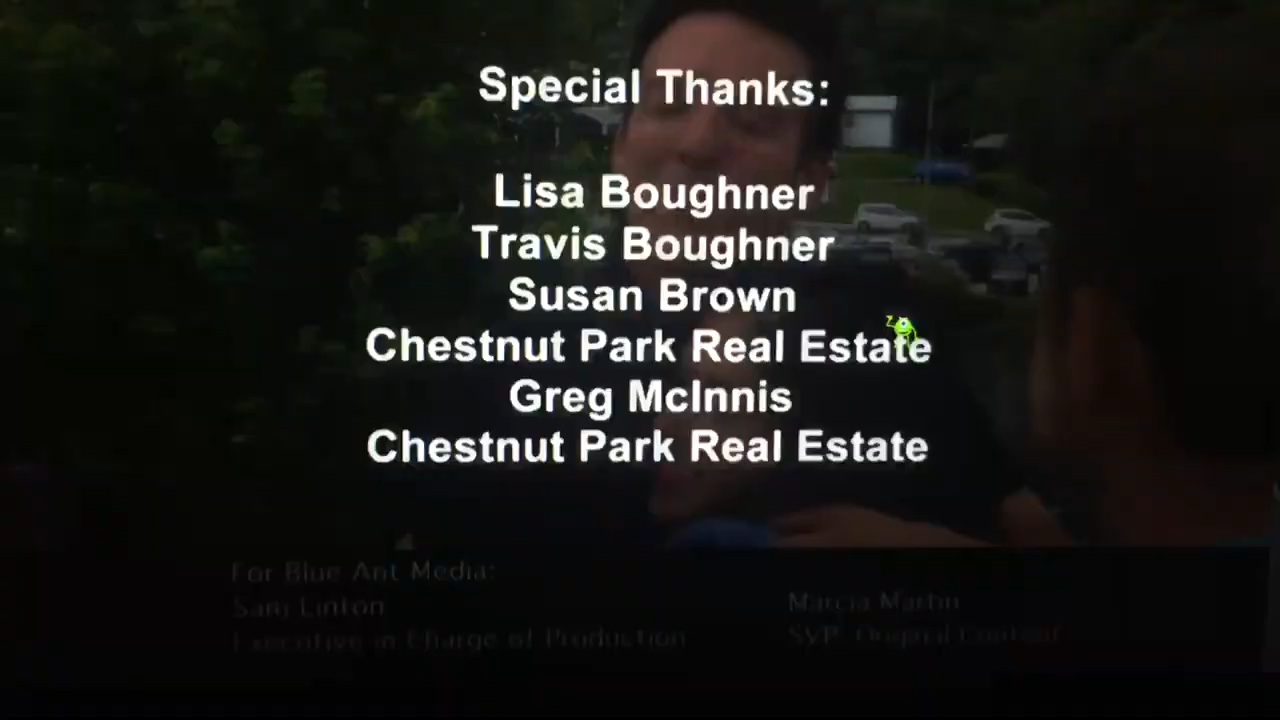 Special Thanks:
Lisa Boughner
Travis Boughner
Susan Brown
Chestnut Park Real Estate
Greg McInnis
Chestnut Park Real Estate
For Blue Ant Media:
Sam Linton
Executive in Charge of Production
Marcia Martin
SVP, Original Content